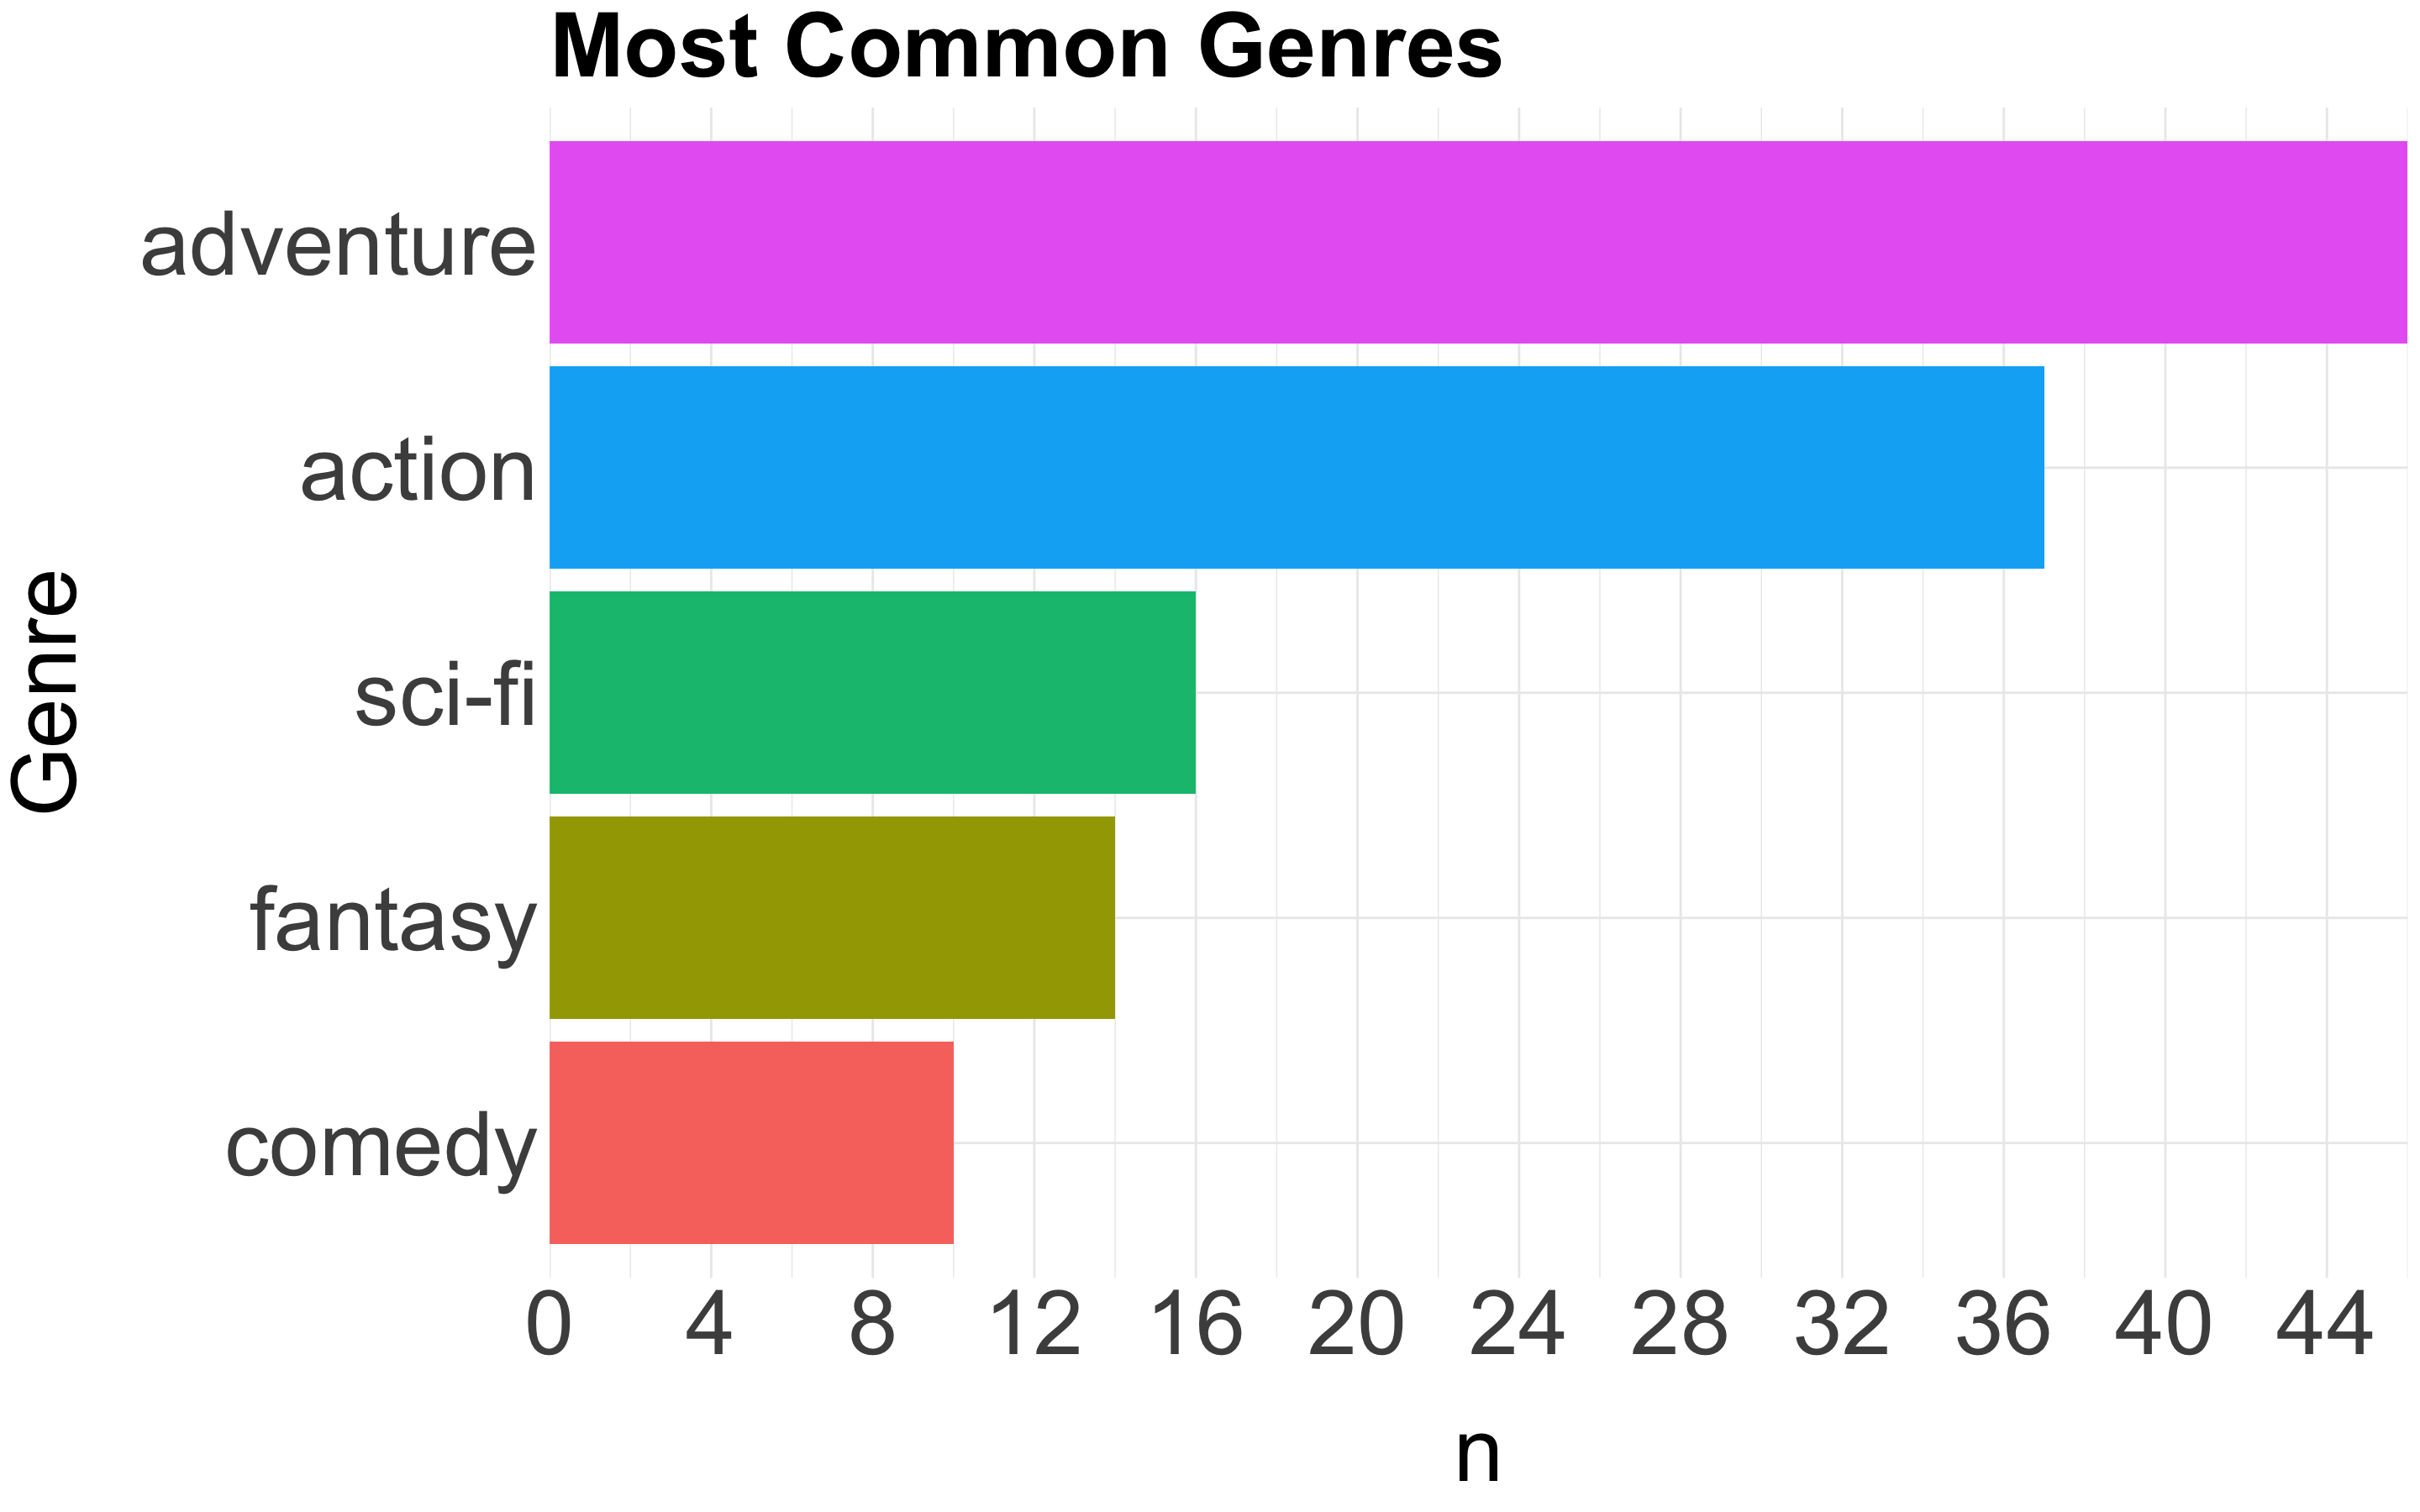 Most Common Genres
adventure
action
sci-fi
fantasy
comedy
Genre
0 4 8 12 16 20 24 28 32 36 40 44
n